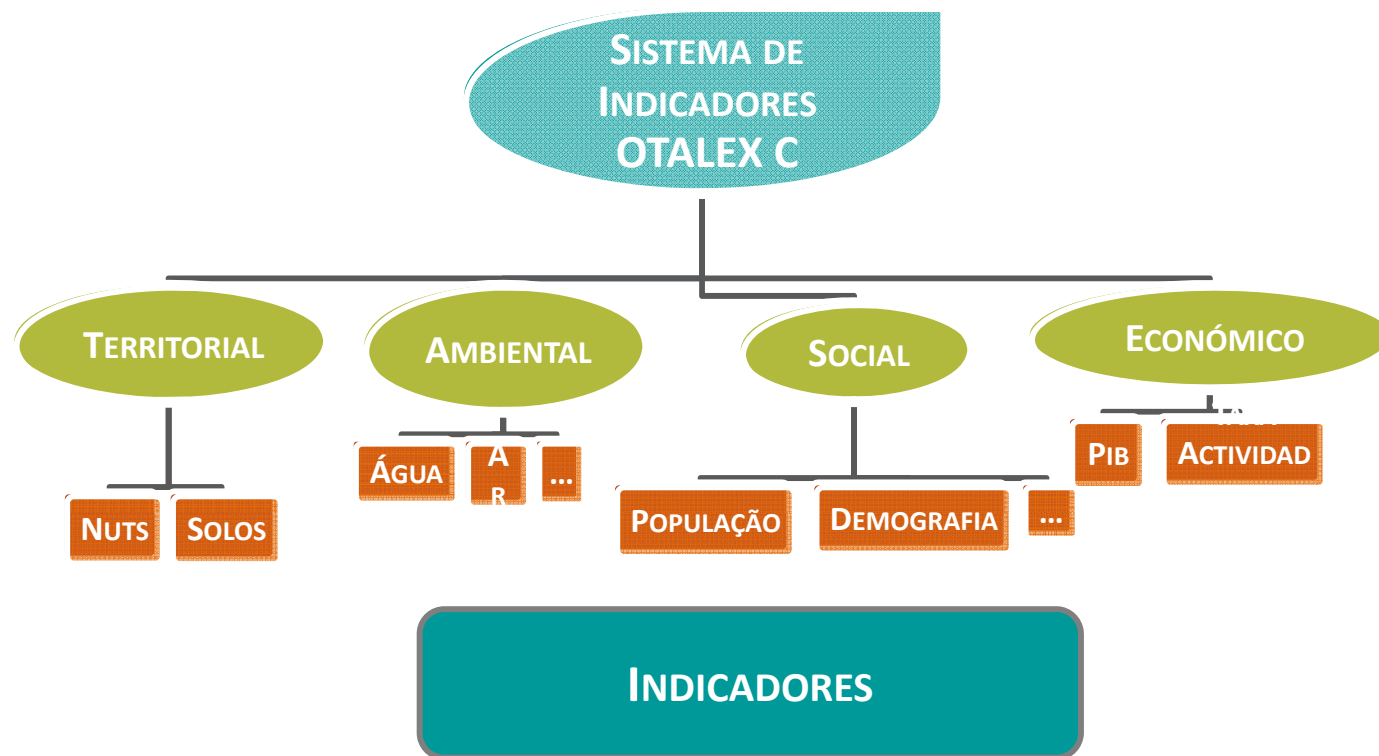 SISTEMA DE
INDICADORES
OTALEX C
TERRITORIAL
AMBIENTAL
SOCIAL
ECONÓMICO
NUTS
SOLOS
ÁGUA
A
R
...
POPULAÇÃO
DEMOGRAFIA
...
PIB
ACTIVIDAD
INDICADORES